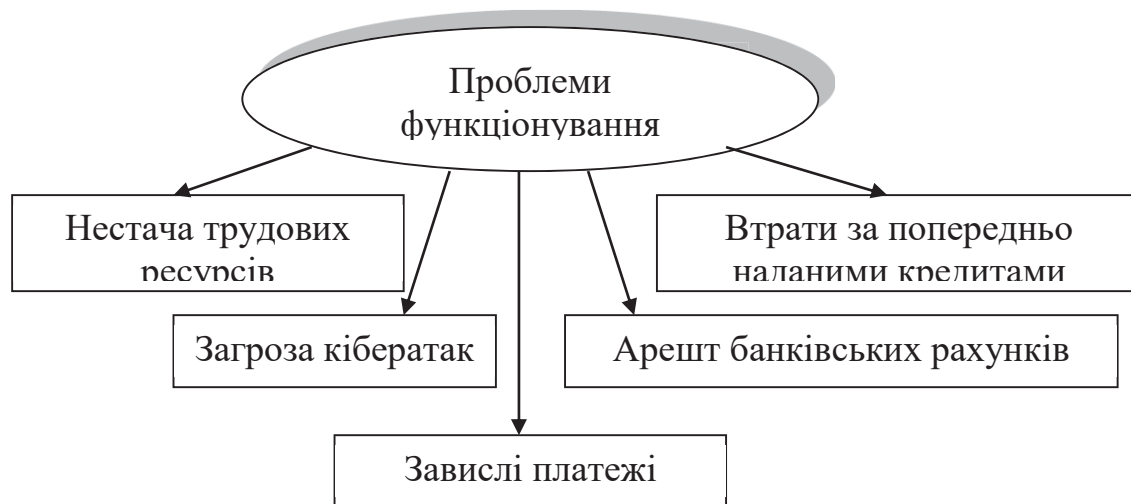 Проблеми
функціонування
Нестача трудових
ресурсів
Втрати за попередньо
наданими кредитами
Загроза кібератак
Арешт банківських рахунків
Завислі платежі